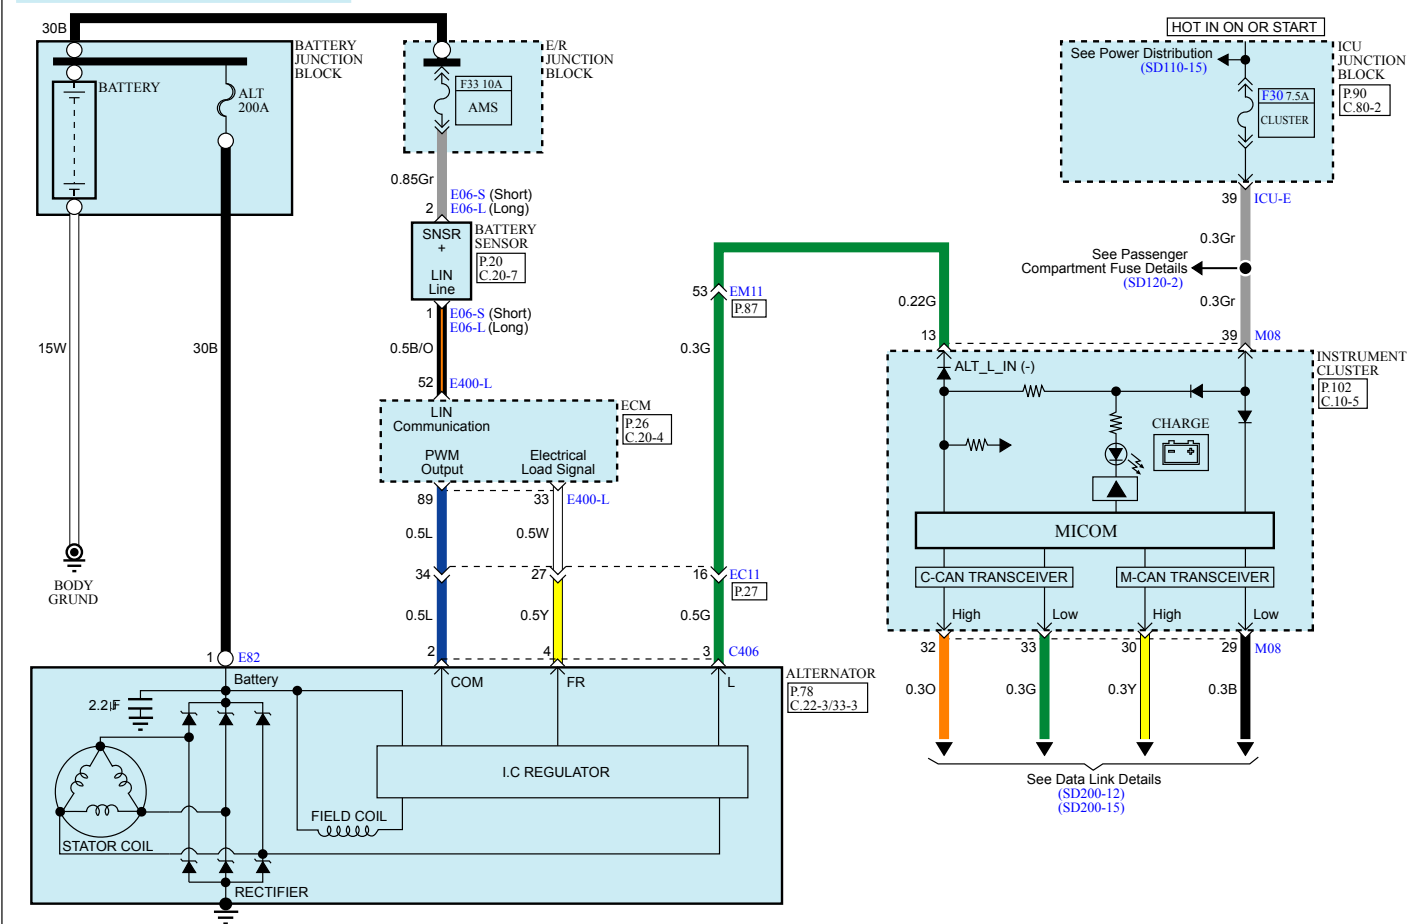 30B
BATTERY
JUNCTION
BLOCK
BATTERY
ALT
200A
15W
30B
BODY
GRUND
E/R
JUNCTION
BLOCK
F33 10A
AMS
0.85Gr
E06-S (Short)
2 E06-L (Long)
SNSR
+
LIN
Line
BATTERY
SENSOR
P.20
C.20-7
1 E06-S (Short)
E06-L (Long)
0.5B/O
52 E400-L
LIN
Communication
PWM
Output
Electrical
Load Signal
ECM
P.26
C.20-4
89 33 E400-L
0.5L 0.5W
34 27 16 EC11
P.27
0.5L 0.5Y 0.5G
2 4 3 C406
53 EM11
P.87
0.3G
0.22G
13
HOT IN ON OR START
See Power Distribution
(SD110-15)
F30 7.5A
CLUSTER
ICU
JUNCTION
BLOCK
P.90
C.80-2
39 ICU-E
0.3Gr
See Passenger
Compartment Fuse Details
(SD120-2)
0.3Gr
39 M08
INSTRUMENT
CLUSTER
P.102
C.10-5
ALT_L_IN (-)
CHARGE
- +
MICOM
C-CAN TRANSCEIVER
M-CAN TRANSCEIVER
High Low High Low
32 33 30 29 M08
0.3O 0.3G 0.3Y 0.3B
See Data Link Details
(SD200-12)
(SD200-15)
1 E82
Battery
COM FR L
ALTERNATOR
P.78
C.22-3/33-3
2.2μF
I.C REGULATOR
FIELD COIL
STATOR COIL
RECTIFIER